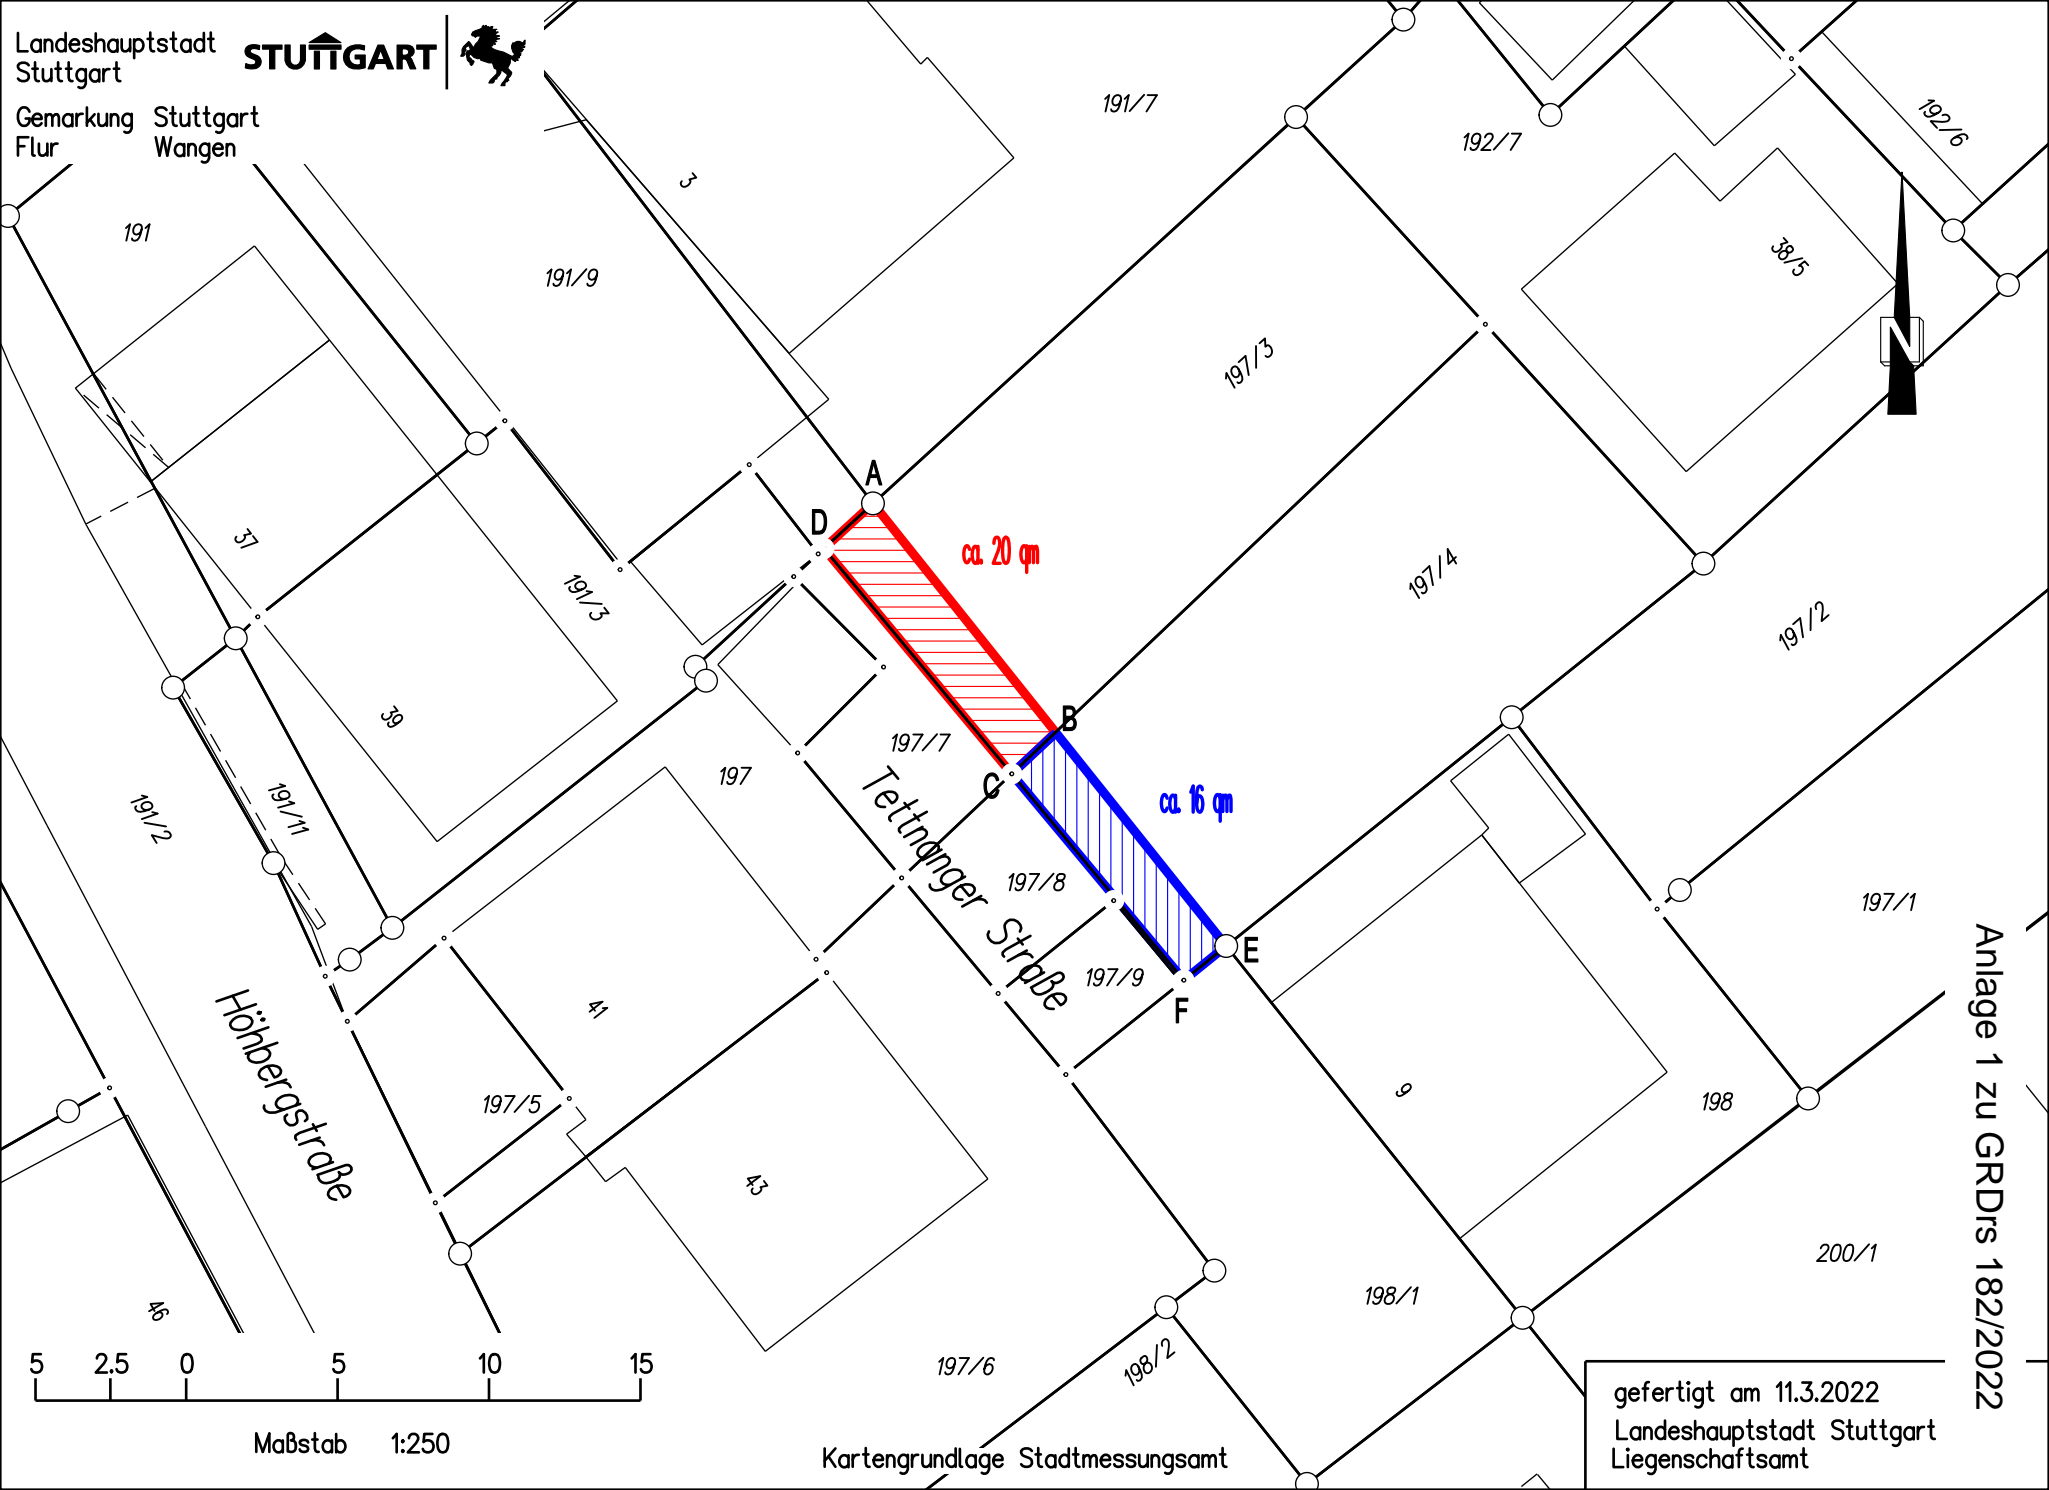 Landeshauptstadt
Stuttgart
STUTTGART
Gemarkung Stuttgart
Flur Wangen
191/7
192/7
192/6
3
191
191/9
38/5
N
197/3
A
D
ca. 20 qm
37
191/3
197/4
197/2
39
B
197/7
197
C
ca. 16 qm
191/2
191/11
Tettnanger Straße
197/8
197/1
E
197/9
F
41
Höhbergstraße
197/5
9
198
43
200/1
198/1
46
197/6
198/2
Anlage 1 zu GRDrs 182/2022
5 2.5 0 5 10 15
Maßstab 1:250
Kartengrundlage Stadtmessungsamt
gefertigt am 11.3.2022
Landeshauptstadt Stuttgart
Liegenschaftsamt